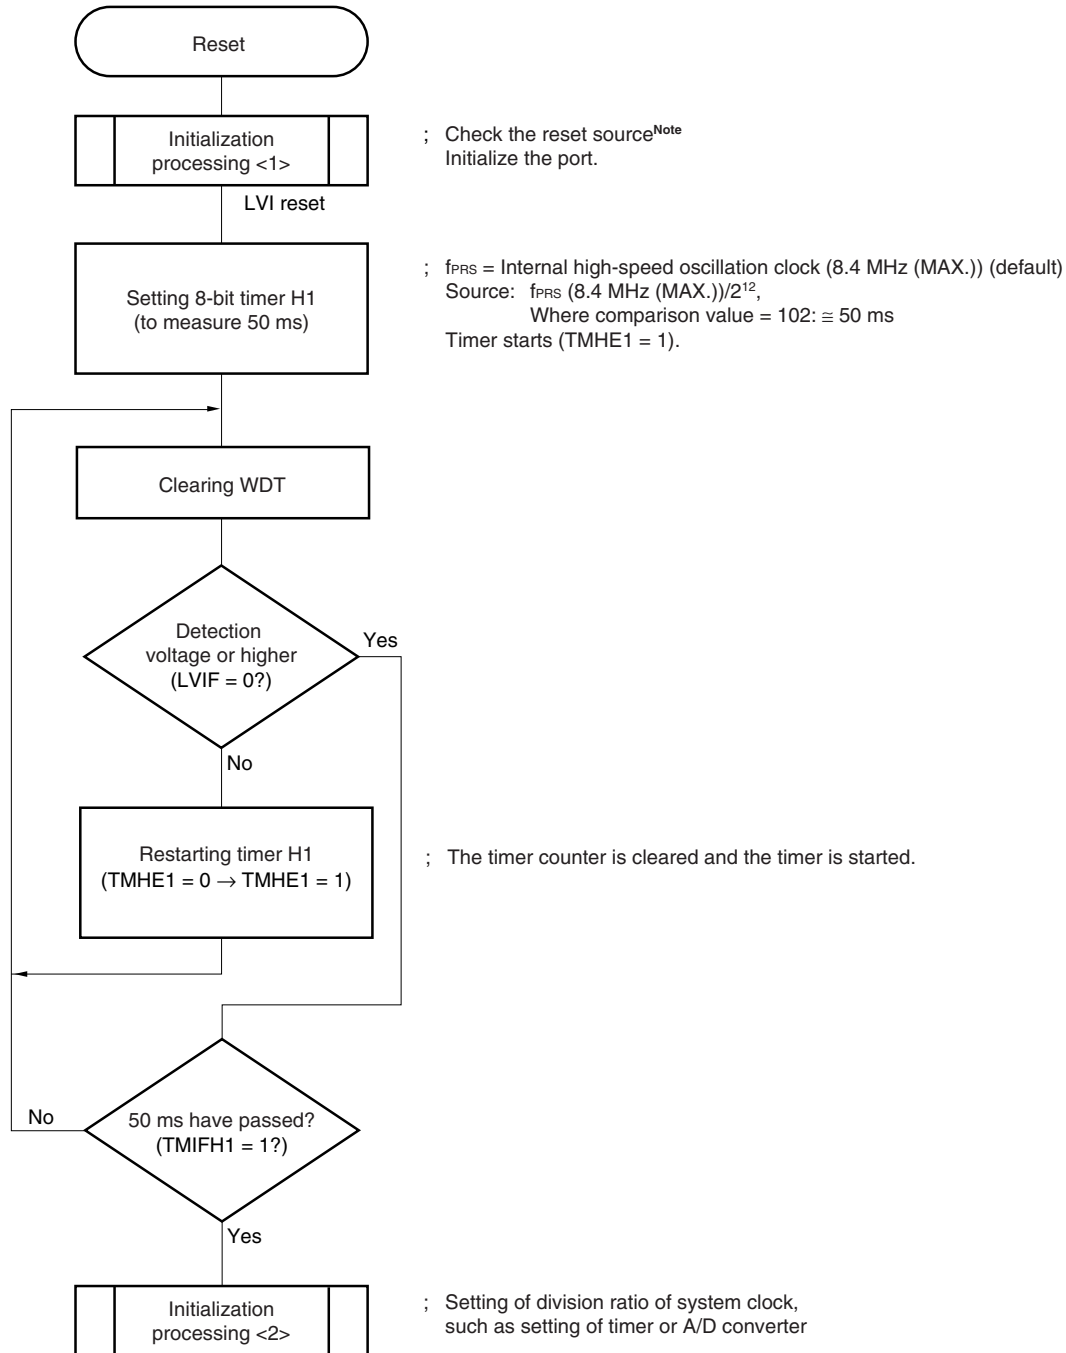 Reset
Initialization
processing <1>
; Check the reset sourceNote
Initialize the port.
LVI reset
Setting 8-bit timer H1
(to measure 50 ms)
; fPRS = Internal high-speed oscillation clock (8.4 MHz (MAX.)) (default)
Source: fPRS (8.4 MHz (MAX.))/2¹²,
Where comparison value = 102: ≅ 50 ms
Timer starts (TMHE1 = 1).
Clearing WDT
Detection
voltage or higher
(LVIF = 0?)
Yes
No
Restarting timer H1
(TMHE1 = 0 → TMHE1 = 1)
; The timer counter is cleared and the timer is started.
No
50 ms have passed?
(TMIFH1 = 1?)
Yes
Initialization
processing <2>
; Setting of division ratio of system clock,
such as setting of timer or A/D converter